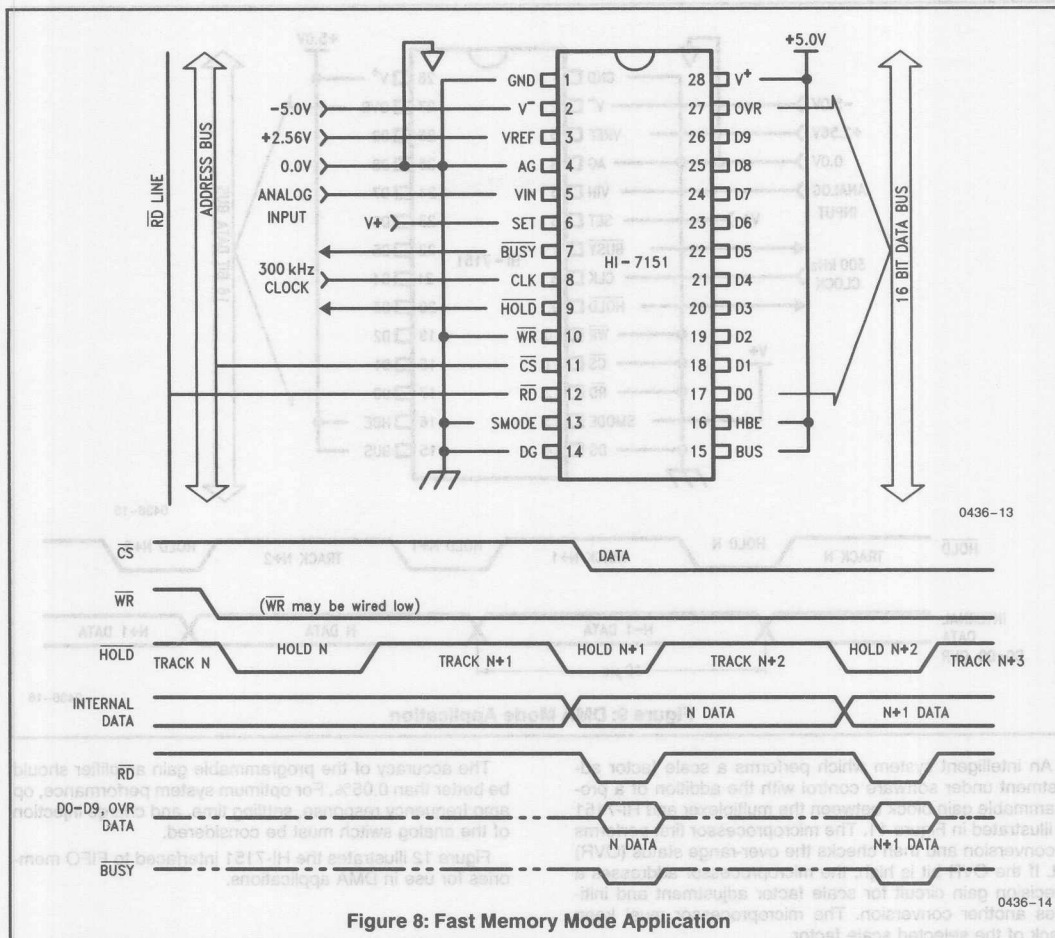 +5.0V
GND 1 28 V+
-5.0V V- 2 27 OVR
+2.56V VREF 3 26 D9
0.0V AG 4 25 D8
ANALOG INPUT VIN 5 24 D7
V+ SET 6 23 D6
BUSY 7 22 D5
HI-7151
300 kHz CLOCK CLK 8 21 D4
HOLD 9 20 D3
WR 10 19 D2
CS 11 18 D1
RD 12 17 D0
SMODE 13 16 HBE
DG 14 15 BUS
RD LINE
ADDRESS BUS
16 BIT DATA BUS
0436-13
CS DATA
WR (WR may be wired low)
HOLD TRACK N HOLD N TRACK N+1 HOLD N+1 TRACK N+2 HOLD N+2 TRACK N+3
INTERNAL DATA N DATA N+1 DATA
RD
D0-D9, OVR DATA N DATA N+1 DATA
BUSY
0436-14
Figure 8: Fast Memory Mode Application